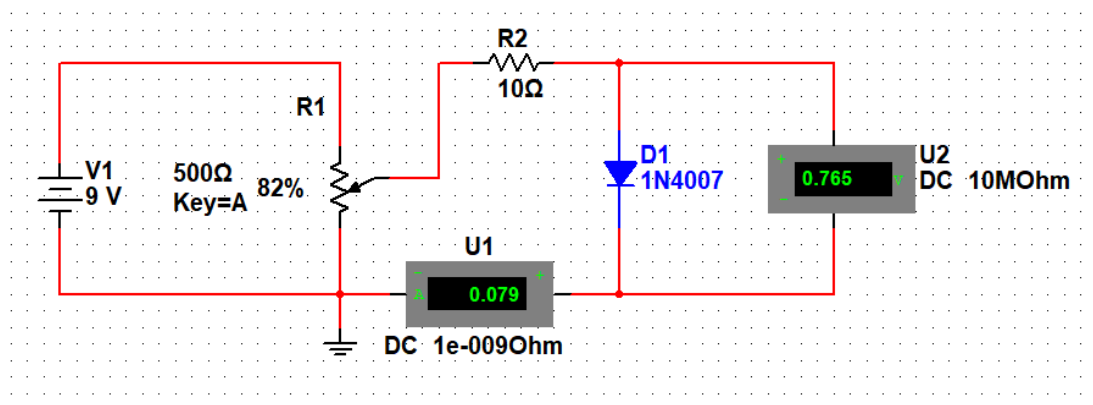 R2
10Ω
R1
V1
9 V
500Ω
Key=A
82%
D1
1N4007
+
0.765
V
-
U2
DC 10MOhm
U1
-
+
A
0.079
DC 1e-009Ohm